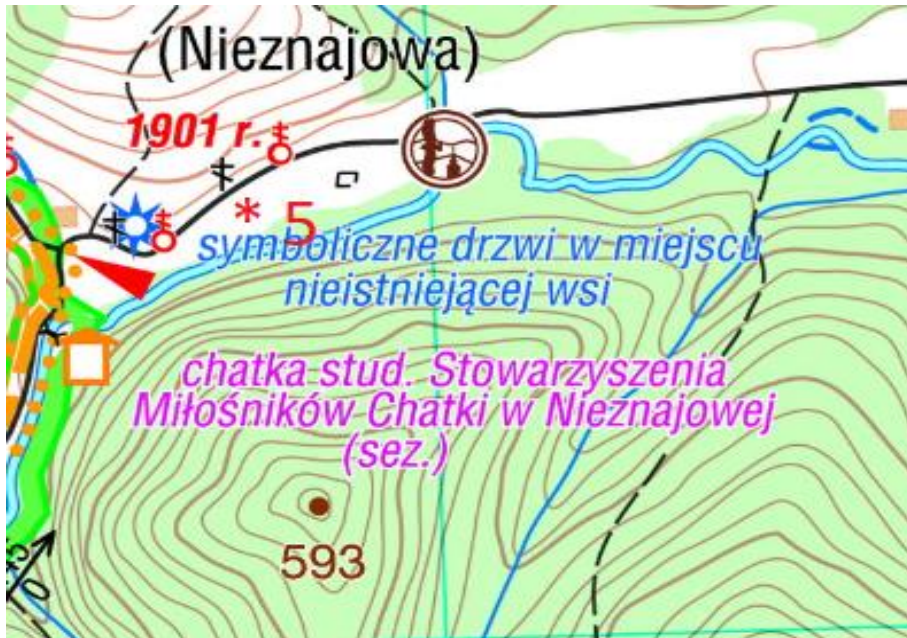 (Nieznajowa)
1901 r.
* 5
symboliczne drzwi w miejscu
nieistniejącej wsi
chatka stud. Stowarzyszenia
Miłośników Chatki w Nieznajowej
(sez.)
593